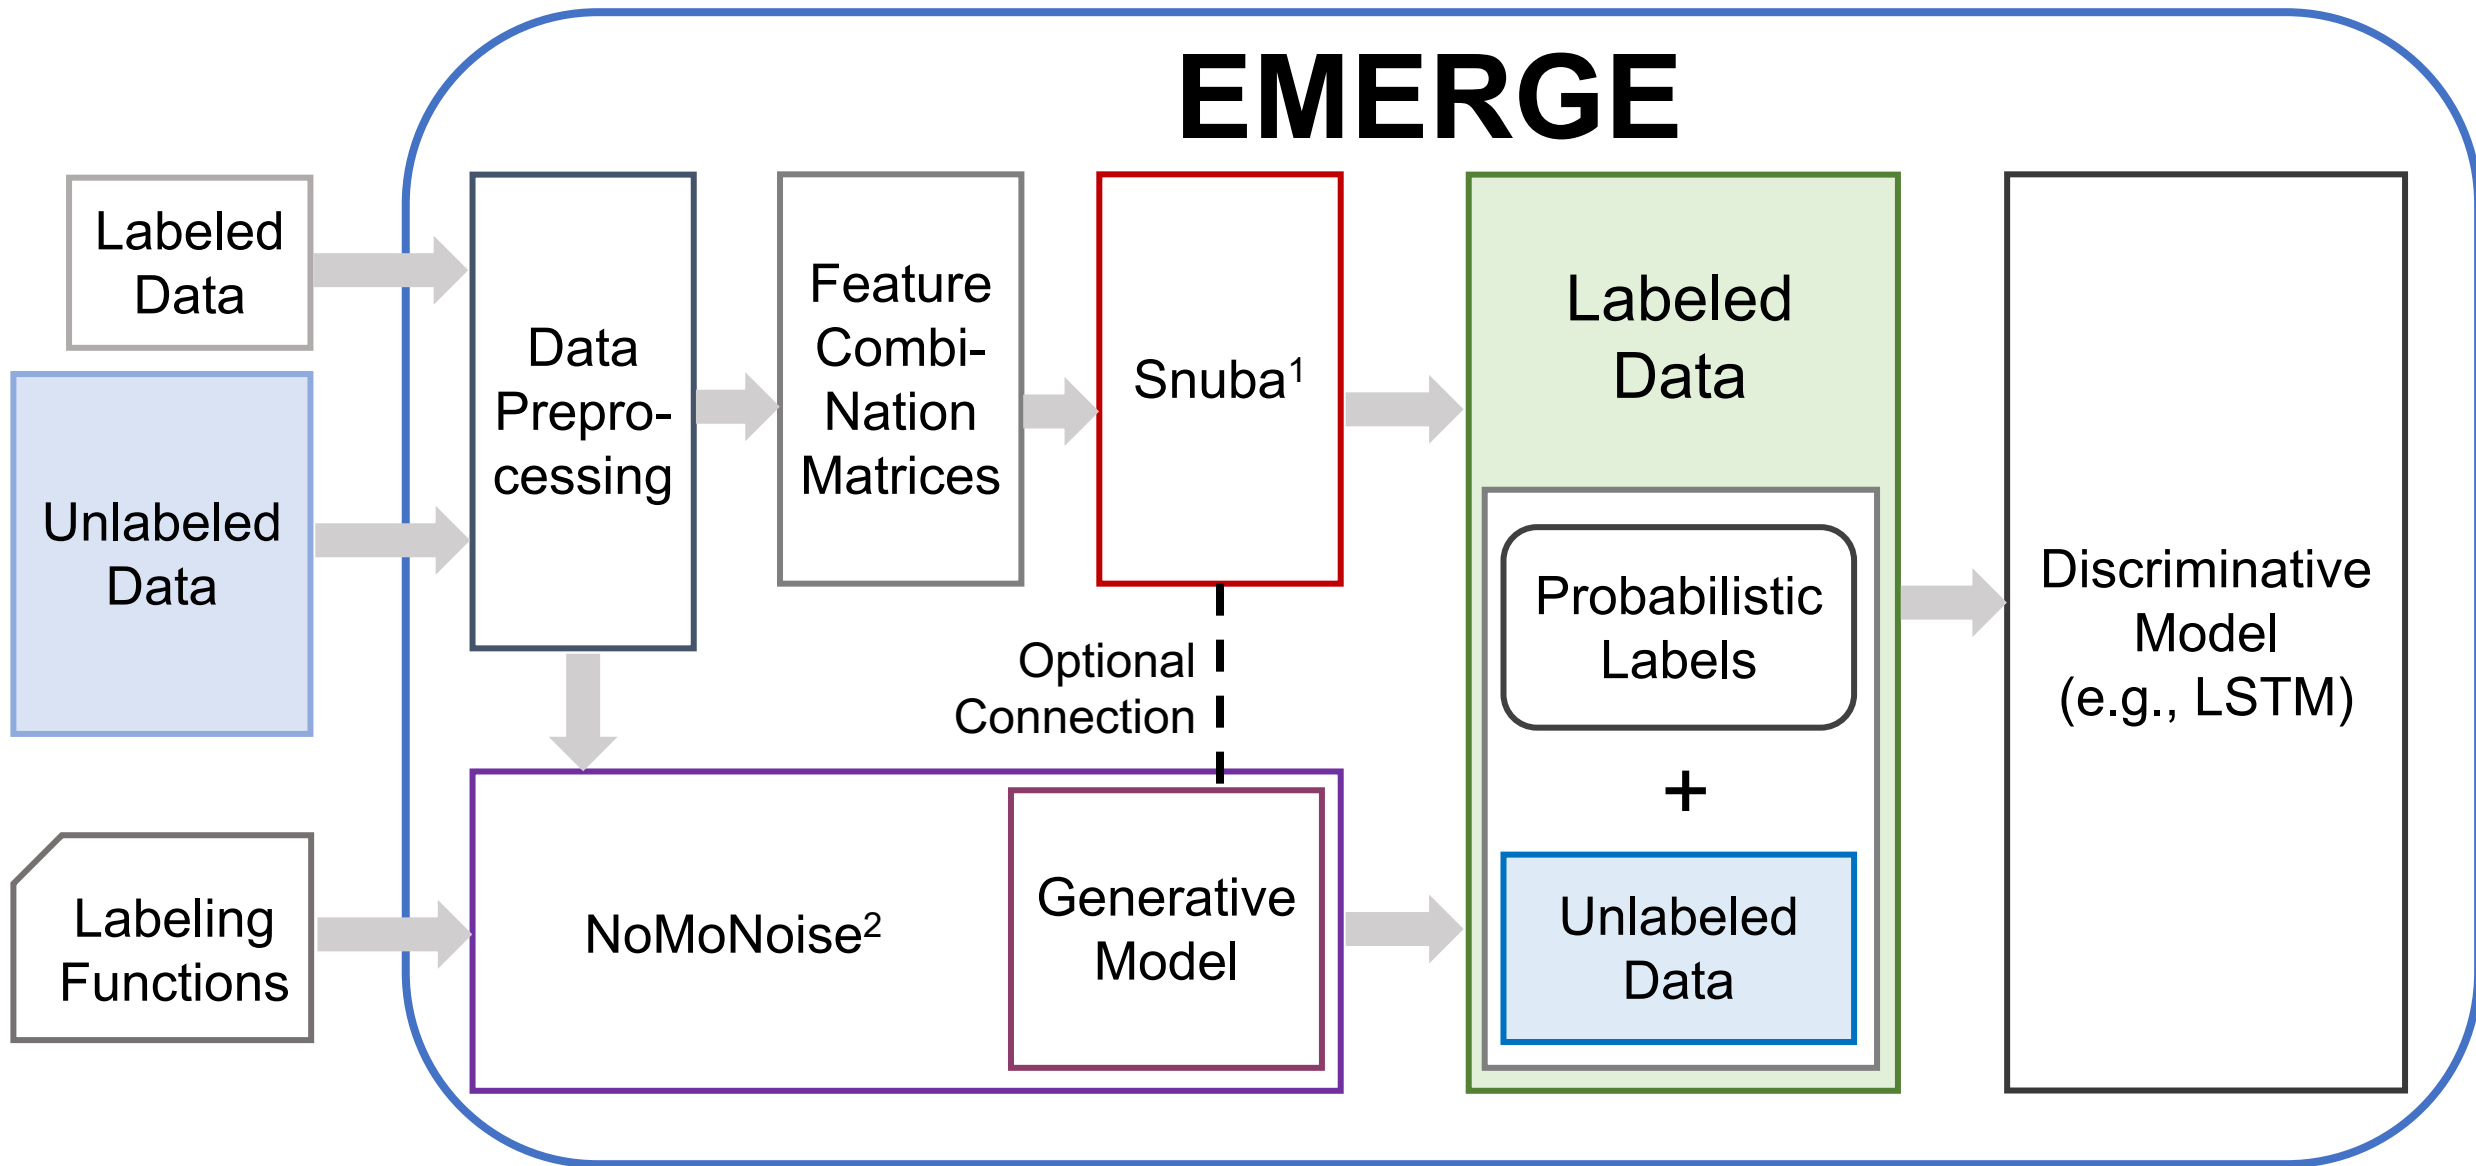 EMERGE
Labeled
Data
Unlabeled
Data
Labeling
Functions
Data
Prepro-
cessing
Feature
Combi-
Nation
Matrices
Snuba¹
Optional
Connection
NoMoNoise²
Generative
Model
Labeled
Data
Probabilistic
Labels
+
Unlabeled
Data
Discriminative
Model
(e.g., LSTM)